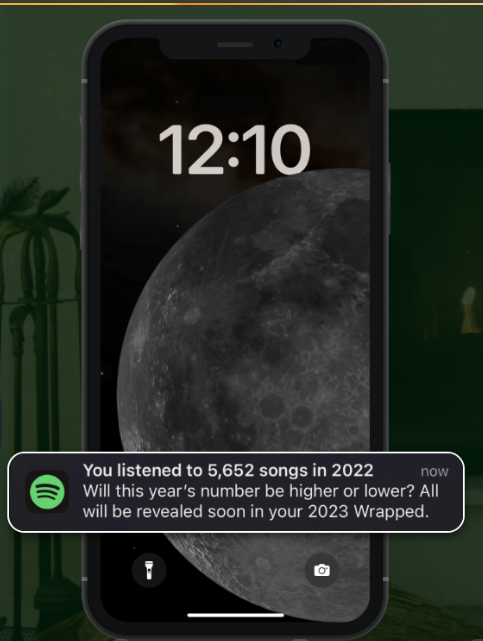 12:10
You listened to 5,652 songs in 2022 now
Will this year’s number be higher or lower? All
will be revealed soon in your 2023 Wrapped.